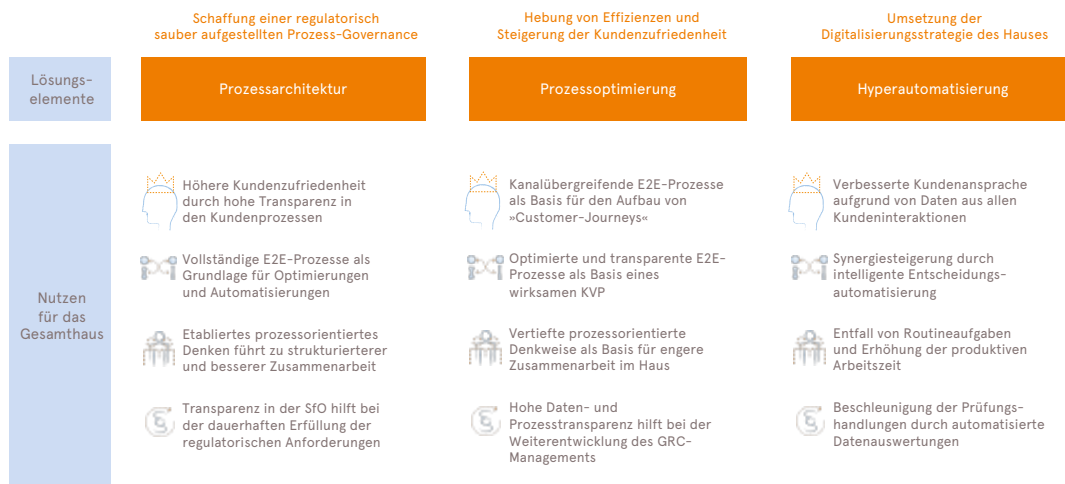 Schaffung einer regulatorisch
sauber aufgestellten Prozess-Governance
Hebung von Effizienzen und
Steigerung der Kundenzufriedenheit
Umsetzung der
Digitalisierungsstrategie des Hauses
Lösungs-
elemente
Prozessarchitektur
Prozessoptimierung
Hyperautomatisierung
Nutzen
für das
Gesamthaus
Höhere Kundenzufriedenheit
durch hohe Transparenz in
den Kundenprozessen
Kanalübergreifende E2E-Prozesse
als Basis für den Aufbau von
»Customer-Journeys«
Verbesserte Kundenansprache
aufgrund von Daten aus allen
Kundeninteraktionen
Vollständige E2E-Prozesse als
Grundlage für Optimierungen
und Automatisierungen
Optimierte und transparente E2E-
Prozesse als Basis eines
wirksamen KVP
Synergiesteigerung durch
intelligente Entscheidungs-
automatisierung
Etabliertes prozessorientiertes
Denken führt zu strukturierterer
und besserer Zusammenarbeit
Vertiefte prozessorientierte
Denkweise als Basis für engere
Zusammenarbeit im Haus
Entfall von Routineaufgaben
und Erhöhung der produktiven
Arbeitszeit
Transparenz in der SfO hilft bei
der dauerhaften Erfüllung der
regulatorischen Anforderungen
Hohe Daten- und
Prozesstransparenz hilft bei der
Weiterentwicklung des GRC-
Managements
Beschleunigung der Prüfungs-
handlungen durch automatisierte
Datenauswertungen